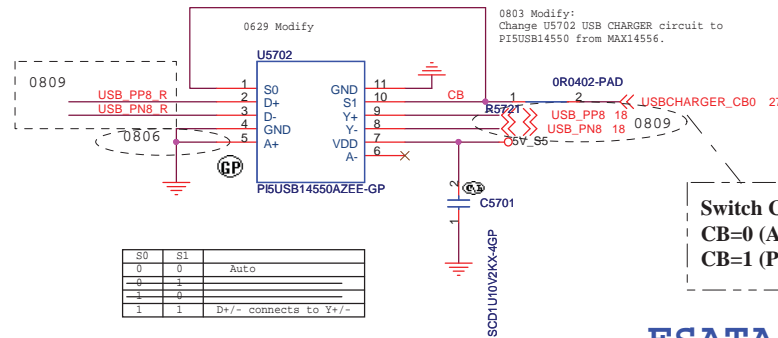 0629 Modify
0803 Modify:
Change U5702 USB CHARGER circuit to
PI5USB14550 from MAX14556.
U5702
0809
USB_PP8_R
USB_PN8_R
0806
1 S0
2 D+
3 D-
4 GND
5 A+
GND 11
S1 10
Y+ 9
Y- 8
VDD 7
A- 6
CB
GP
PI5USB14550AZEE-GP
R5721
1 2
0R0402-PAD
USBCHARGER_CB0 27
USB_PP8 18
USB_PN8 18
0809
5V_S5
2
1
C5701
SCD1U10V2KX-4GP
Switch C
CB=0 (A
CB=1 (P
S0 S1
0 0 Auto
0 1
1 0
1 1 D+/- connects to Y+/-
ESATA